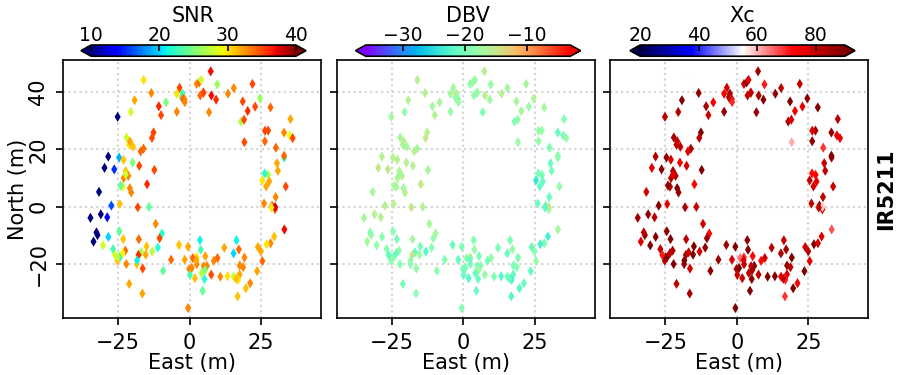 SNR DBV Xc
10 20 30 40 −30 −20 −10 20 40 60 80
40
20
0
−20
North (m)
IR5211
−25 0 25 −25 0 25 −25 0 25
East (m) East (m) East (m)